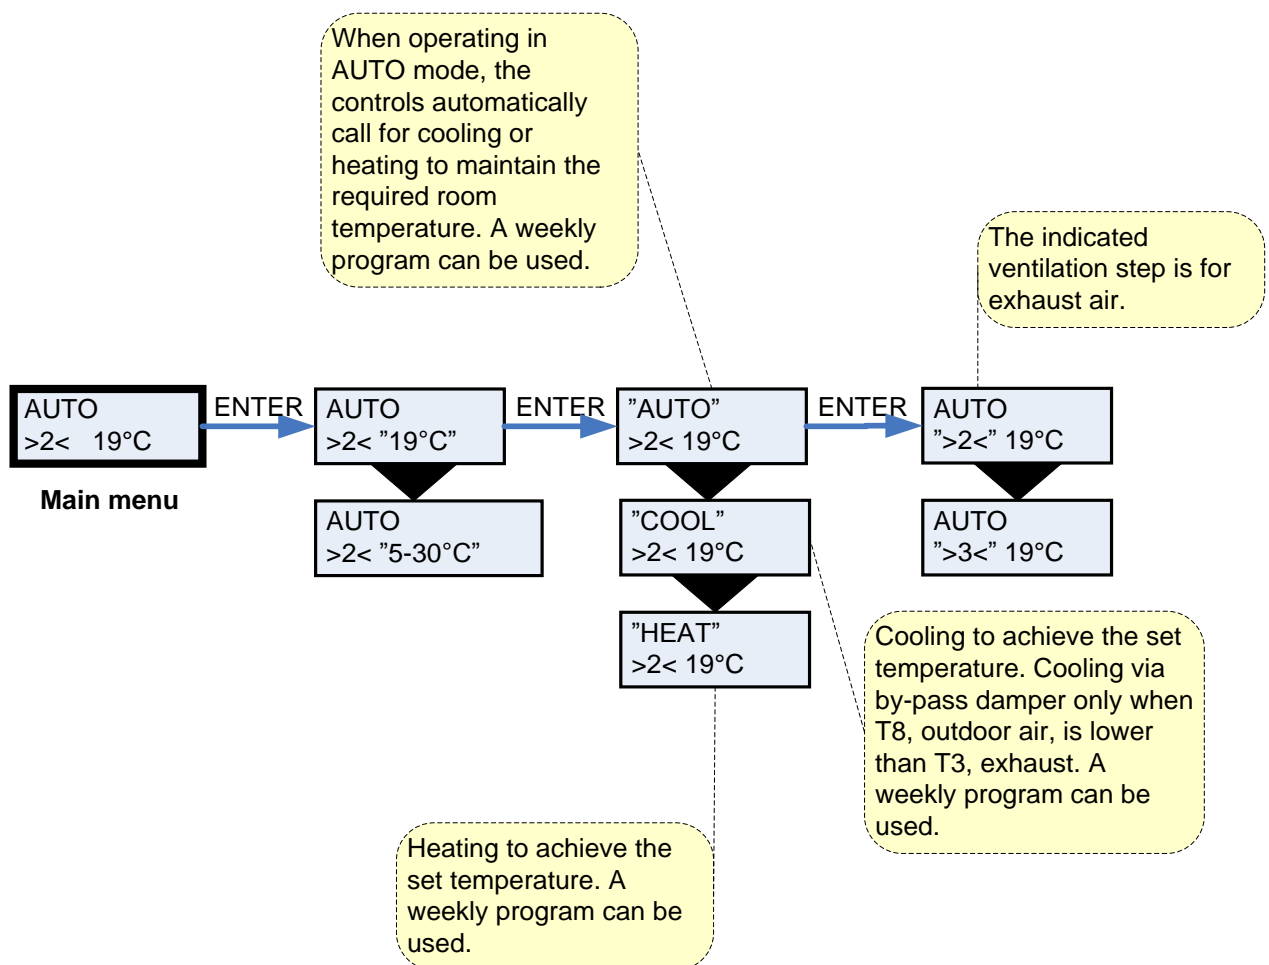 When operating in
AUTO mode, the
controls automatically
call for cooling or
heating to maintain the
required room
temperature. A weekly
program can be used.
The indicated
ventilation step is for
exhaust air.
AUTO
>2< 19°C
ENTER
AUTO
>2< ”19°C”
ENTER
”AUTO”
>2< 19°C
ENTER
AUTO
”>2<” 19°C
Main menu
AUTO
>2< ”5-30°C”
”COOL”
>2< 19°C
AUTO
”>3<” 19°C
”HEAT”
>2< 19°C
Cooling to achieve the set
temperature. Cooling via
by-pass damper only when
T8, outdoor air, is lower
than T3, exhaust. A
weekly program can be
used.
Heating to achieve the
set temperature. A
weekly program can be
used.